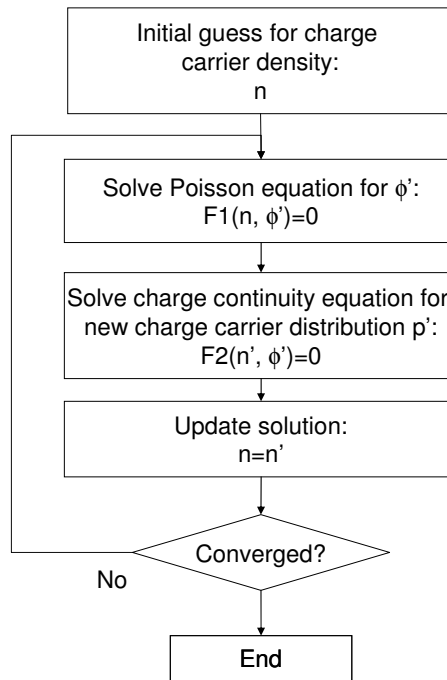 Initial guess for charge
carrier density:
n
Solve Poisson equation for ϕ’:
F1(n, ϕ’)=0
Solve charge continuity equation for
new charge carrier distribution p’:
F2(n’, ϕ’)=0
Update solution:
n=n’
Converged?
No
End